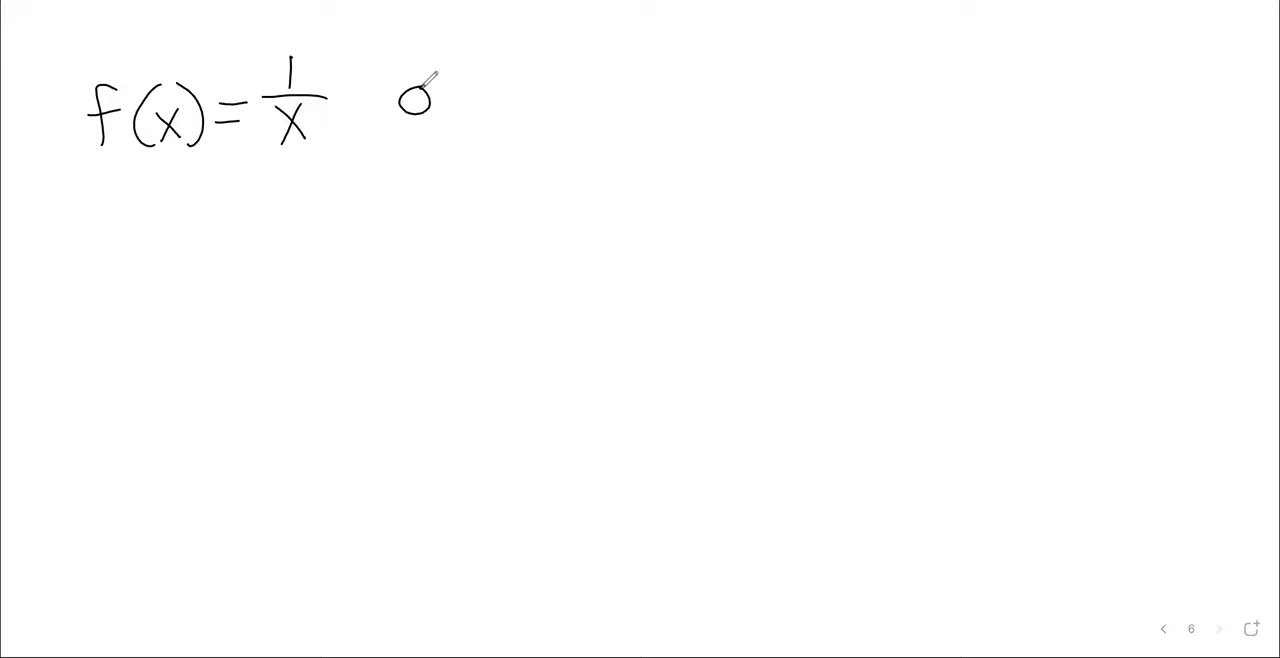 f(x) = 1/x o
6